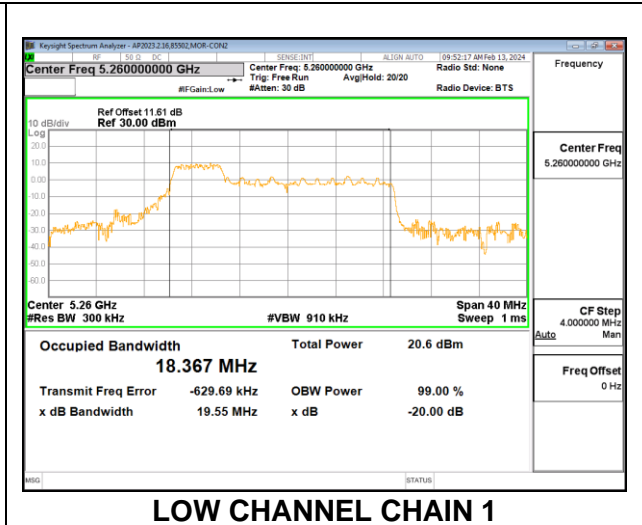 Keysight Spectrum Analyzer - AP2023.2.16,85502,MOR-CON2
RF 50 Ω DC SENSE:INT ALIGN AUTO 09:52:17 AM Feb 13, 2024
Center Freq 5.260000000 GHz Center Freq: 5.260000000 GHz Radio Std: None
Trig: Free Run Avg|Hold: 20/20
#IFGain:Low #Atten: 30 dB Radio Device: BTS
Frequency
Ref Offset 11.61 dB
10 dB/div Ref 30.00 dBm
Log
20.0
10.0
0.00
-10.0
-20.0
-30.0
-40.0
-50.0
-60.0
Center 5.26 GHz Span 40 MHz
#Res BW 300 kHz #VBW 910 kHz Sweep 1 ms
Occupied Bandwidth Total Power 20.6 dBm
18.367 MHz
Transmit Freq Error -629.69 kHz OBW Power 99.00 %
x dB Bandwidth 19.55 MHz x dB -20.00 dB
Center Freq
5.260000000 GHz
CF Step
4.000000 MHz
Auto Man
Freq Offset
0 Hz
MSG STATUS
LOW CHANNEL CHAIN 1